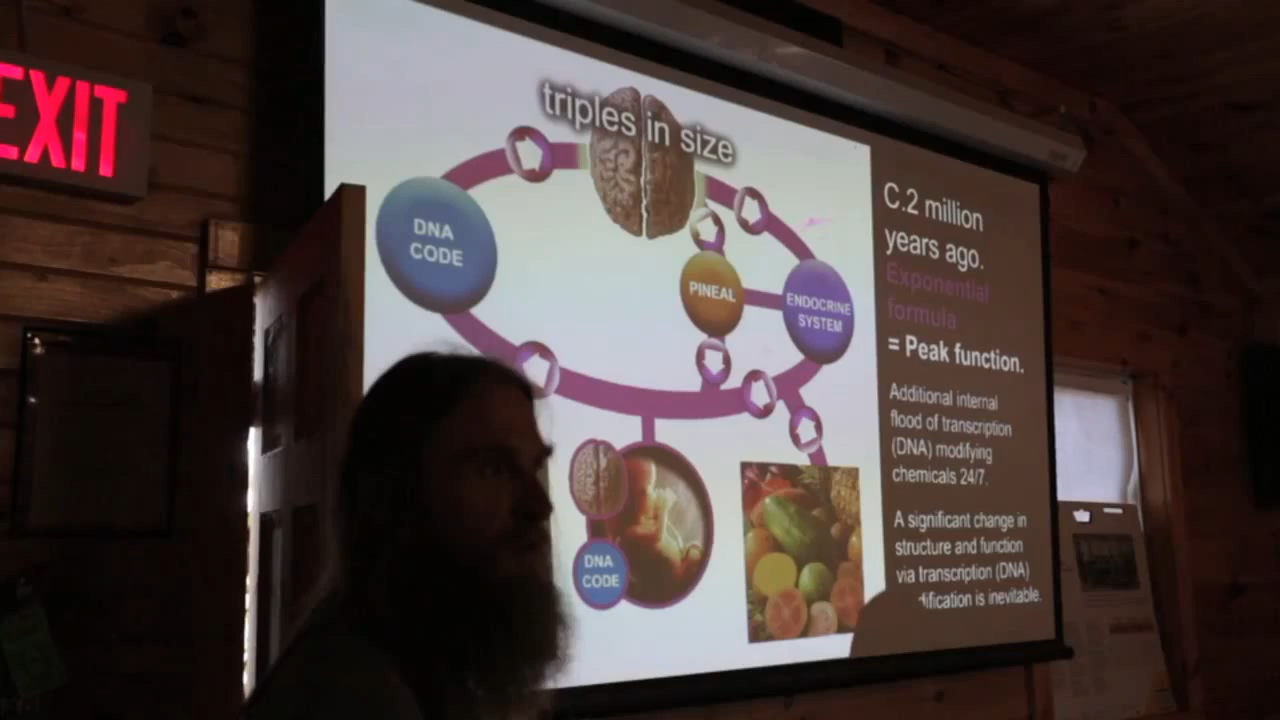 EXIT
triples in size
DNA
CODE
PINEAL
ENDOCRINE
SYSTEM
DNA
CODE
C.2 million
years ago.
Exponential
formula
= Peak function.
Additional internal
flood of transcription
(DNA) modifying
chemicals 24/7.
A significant change in
structure and function
via transcription (DNA)
is inevitable.